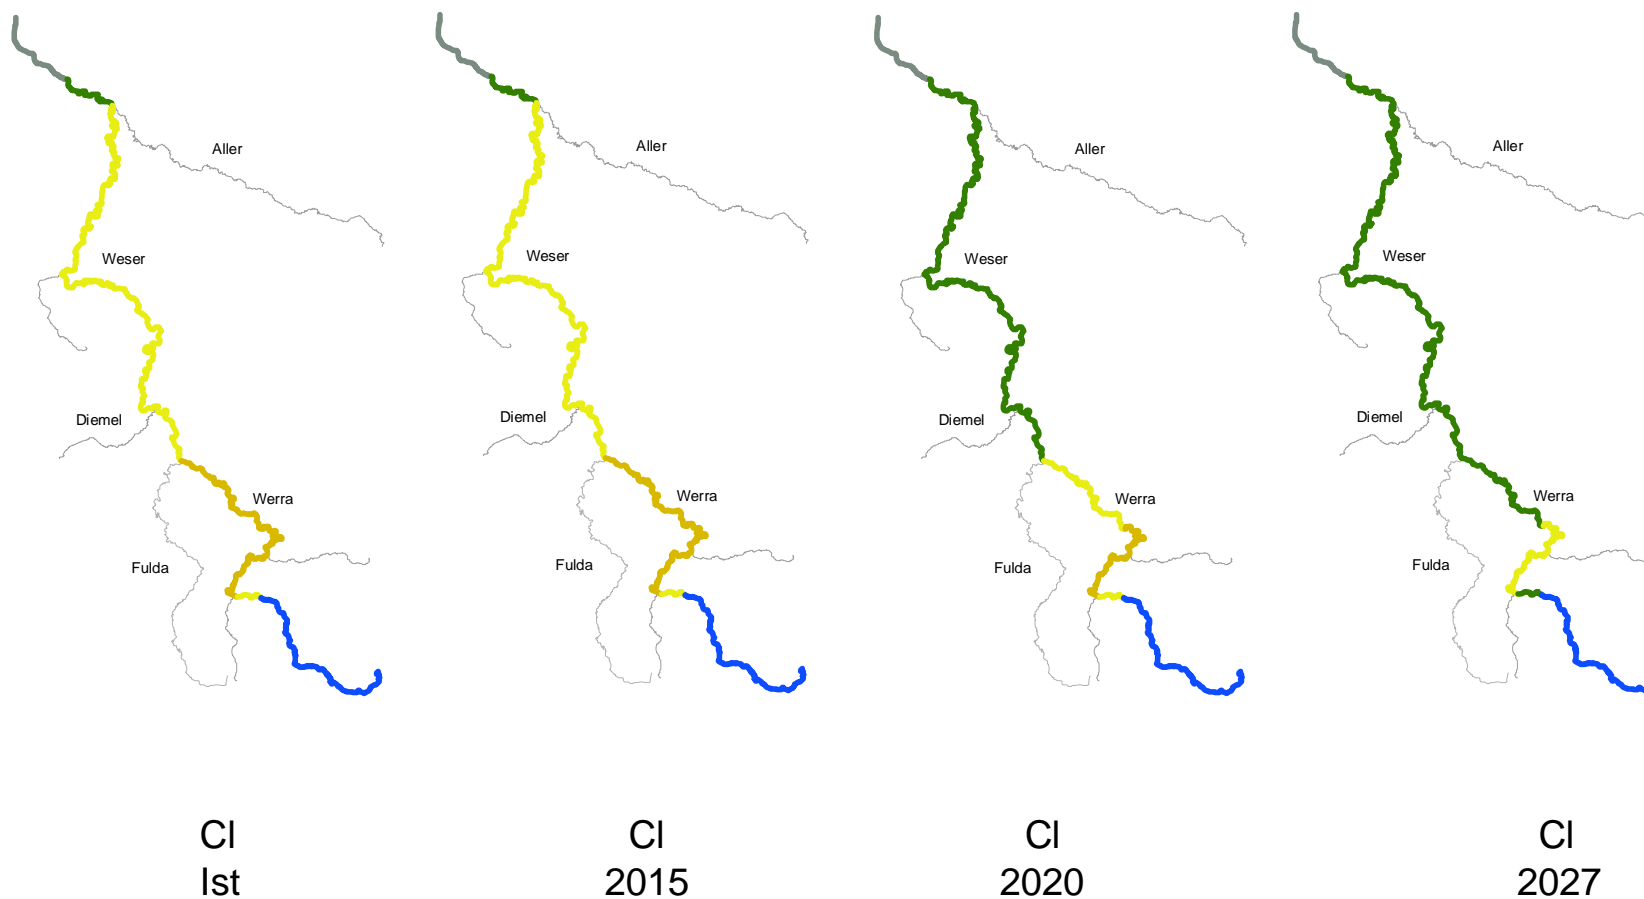 Aller
Weser
Diemel
Werra
Fulda
Cl
Ist
Aller
Weser
Diemel
Werra
Fulda
Cl
2015
Aller
Weser
Diemel
Werra
Fulda
Cl
2020
Aller
Weser
Diemel
Werra
Fulda
Cl
2027